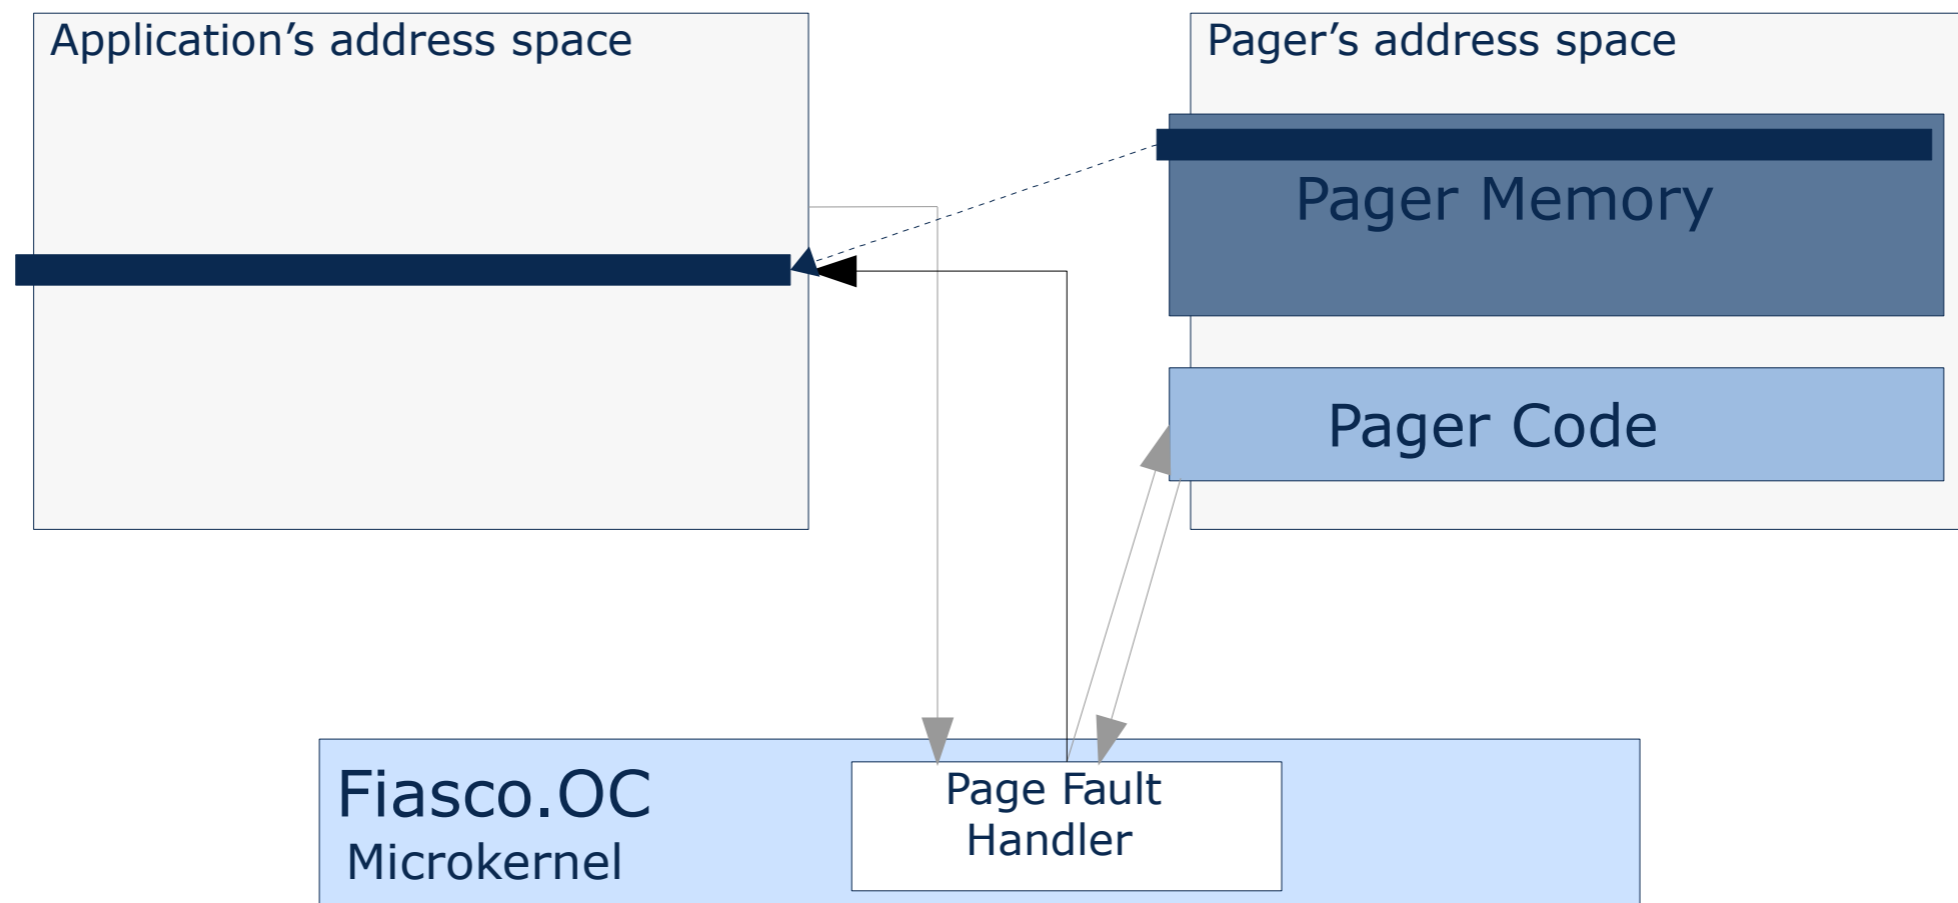 Application’s address space
Pager’s address space
Pager Memory
Pager Code
Fiasco.OC
Microkernel
Page Fault
Handler